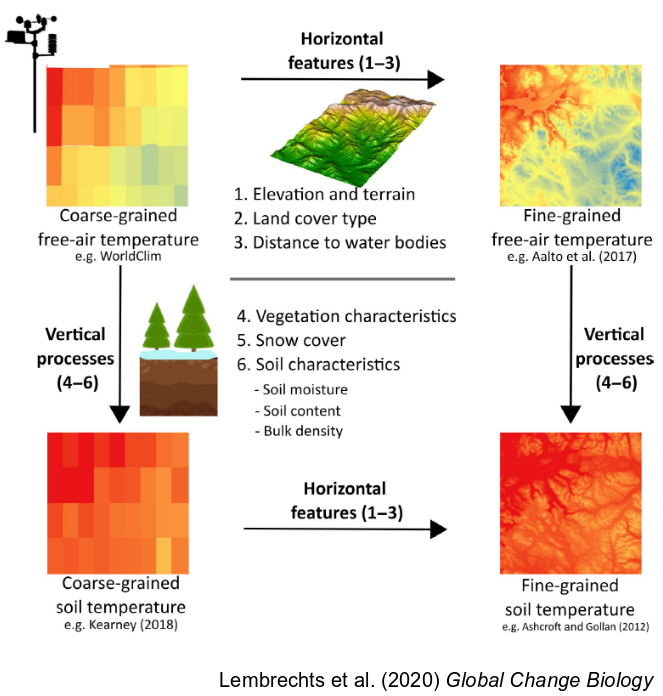 Horizontal
features (1–3)
1. Elevation and terrain
2. Land cover type
3. Distance to water bodies
Coarse-grained
free-air temperature
e.g. WorldClim
Fine-grained
free-air temperature
e.g. Aalto et al. (2017)
Vertical
processes
(4–6)
4. Vegetation characteristics
5. Snow cover
6. Soil characteristics
- Soil moisture
- Soil content
- Bulk density
Vertical
processes
(4–6)
Horizontal
features (1–3)
Coarse-grained
soil temperature
e.g. Kearney (2018)
Fine-grained
soil temperature
e.g. Ashcroft and Gollan (2012)
Lembrechts et al. (2020) Global Change Biology